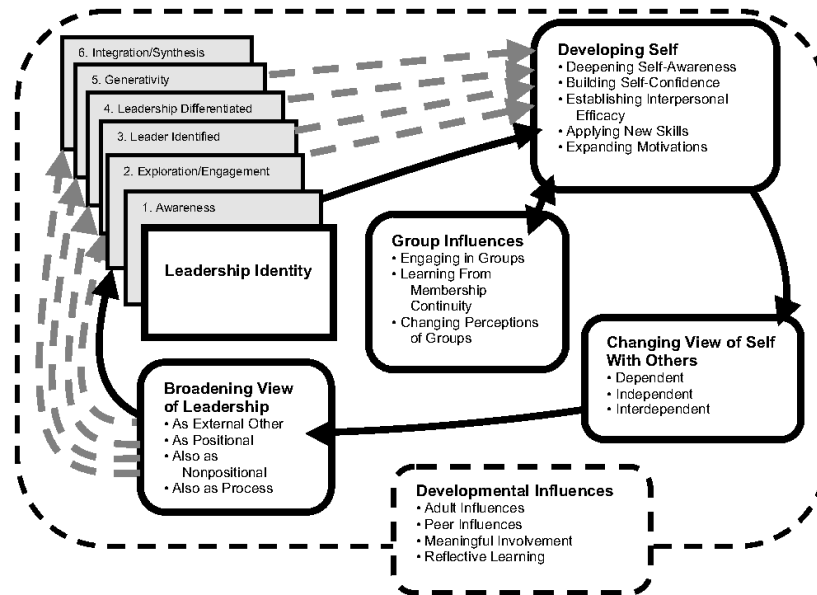 6. Integration/Synthesis
5. Generativity
4. Leadership Differentiated
3. Leader Identified
2. Exploration/Engagement
1. Awareness
Leadership Identity
Developing Self
• Deepening Self-Awareness
• Building Self-Confidence
• Establishing Interpersonal
Efficacy
• Applying New Skills
• Expanding Motivations
Group Influences
• Engaging in Groups
• Learning From
Membership
Continuity
• Changing Perceptions
of Groups
Changing View of Self
With Others
• Dependent
• Independent
• Interdependent
Broadening View
of Leadership
• As External Other
• As Positional
• Also as
Nonpositional
• Also as Process
Developmental Influences
• Adult Influences
• Peer Influences
• Meaningful Involvement
• Reflective Learning